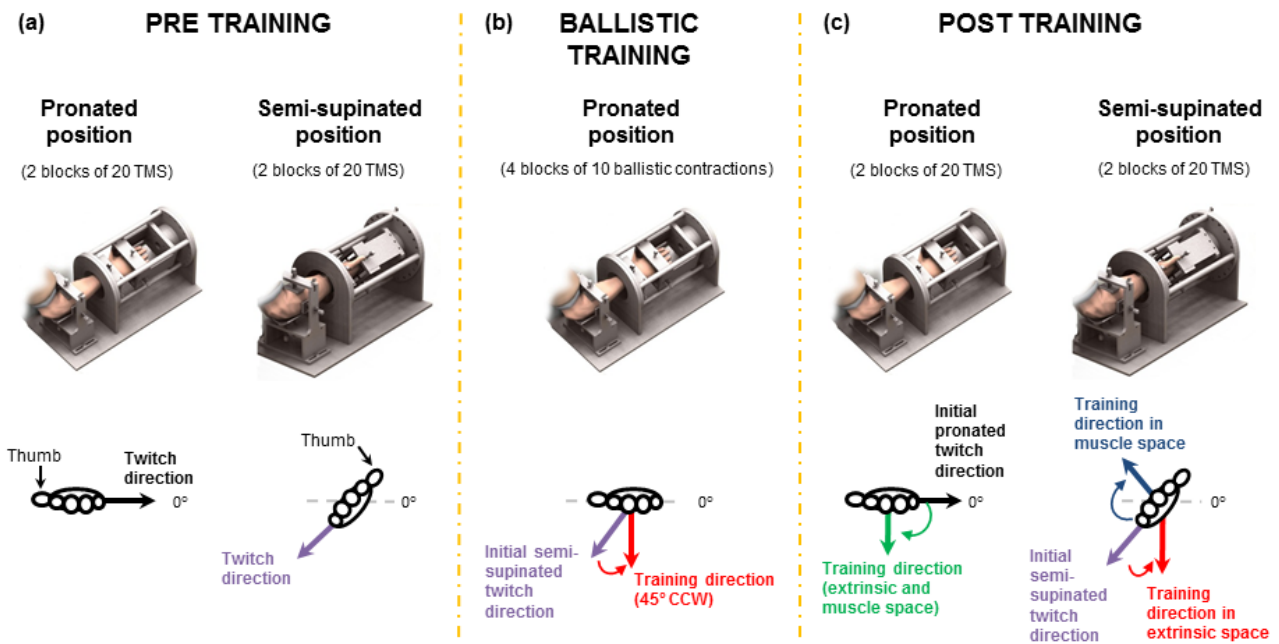 (a) PRE TRAINING
Pronated
position
(2 blocks of 20 TMS)
Semi-supinated
position
(2 blocks of 20 TMS)
Thumb
Twitch
direction
0°
Thumb
0°
Twitch
direction
(b) BALLISTIC
TRAINING
Pronated
position
(4 blocks of 10 ballistic contractions)
0°
Initial semi-
supinated
twitch
direction
Training direction
(45° CCW)
(c) POST TRAINING
Pronated
position
(2 blocks of 20 TMS)
Semi-supinated
position
(2 blocks of 20 TMS)
Initial
pronated
twitch
direction
0°
Training direction
(extrinsic and
muscle space)
Training
direction in
muscle space
0°
Initial
semi-
supinated
twitch
direction
Training
direction in
extrinsic space